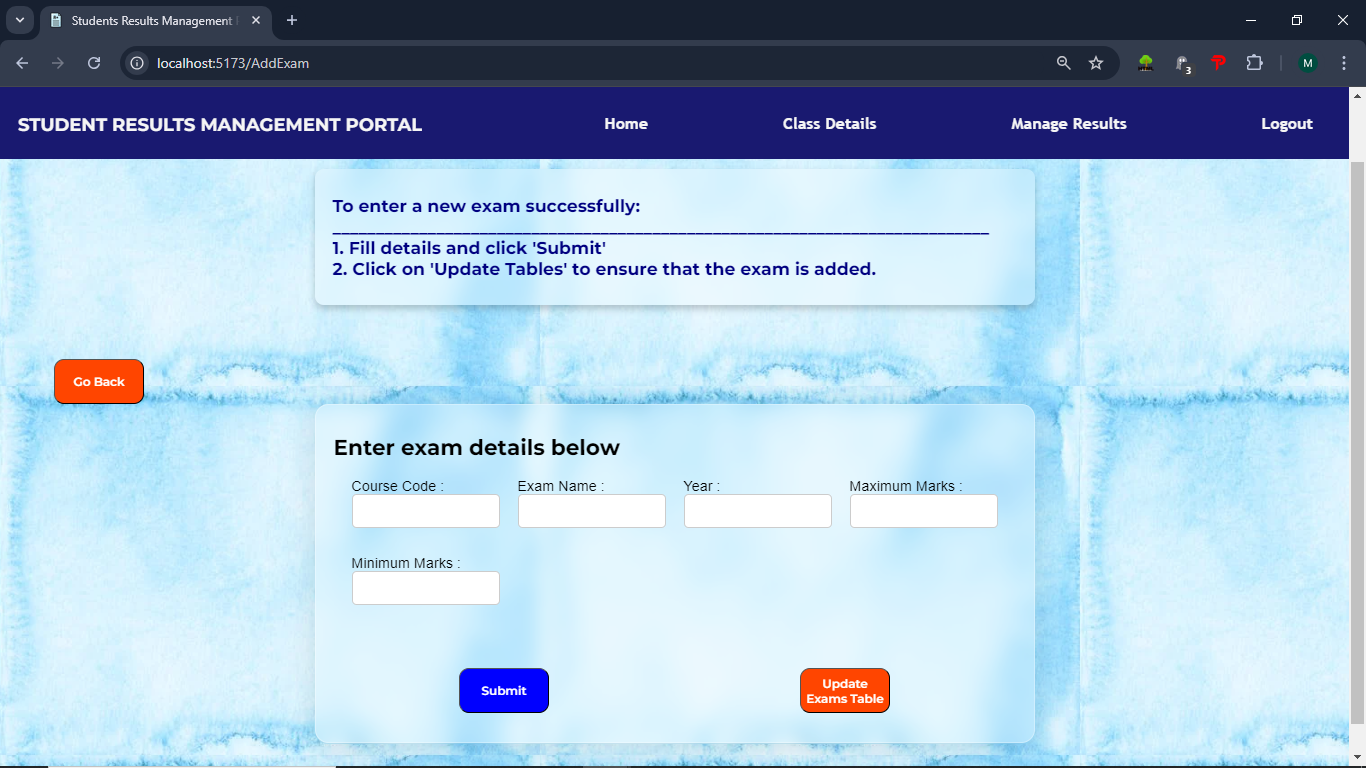 Students Results Management
localhost:5173/AddExam
3
M
STUDENT RESULTS MANAGEMENT PORTAL Home Class Details Manage Results Logout
To enter a new exam successfully:
1. Fill details and click 'Submit'
2. Click on 'Update Tables' to ensure that the exam is added.
Go Back
Enter exam details below
Course Code : Exam Name : Year : Maximum Marks :
Minimum Marks :
Submit
Update
Exams Table